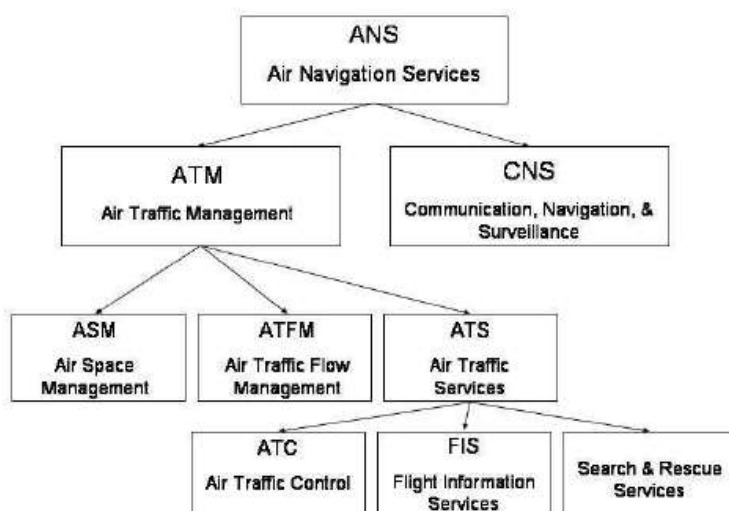 ANS
Air Navigation Services
ATM
Air Traffic Management
CNS
Communication, Navigation, &
Surveillance
ASM
Air Space
Management
ATFM
Air Traffic Flow
Management
ATS
Air Traffic
Services
ATC
Air Traffic Control
FIS
Flight Information
Services
Search & Rescue
Services